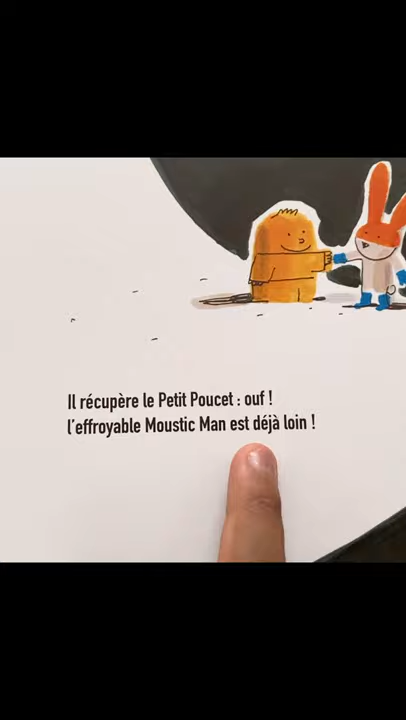 Il récupère le Petit Poucet : ouf !
l'effroyable Moustic Man est déjà loin !